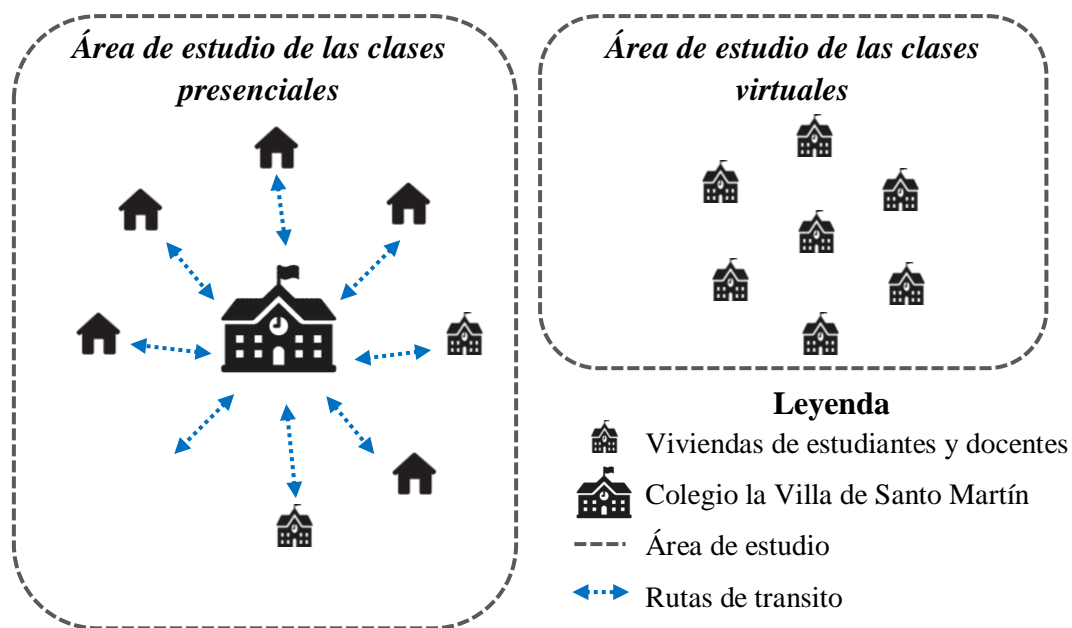 Área de estudio de las clases
presenciales
Área de estudio de las clases
virtuales
Leyenda
Viviendas de estudiantes y docentes
Colegio la Villa de Santo Martín
Área de estudio
Rutas de transito